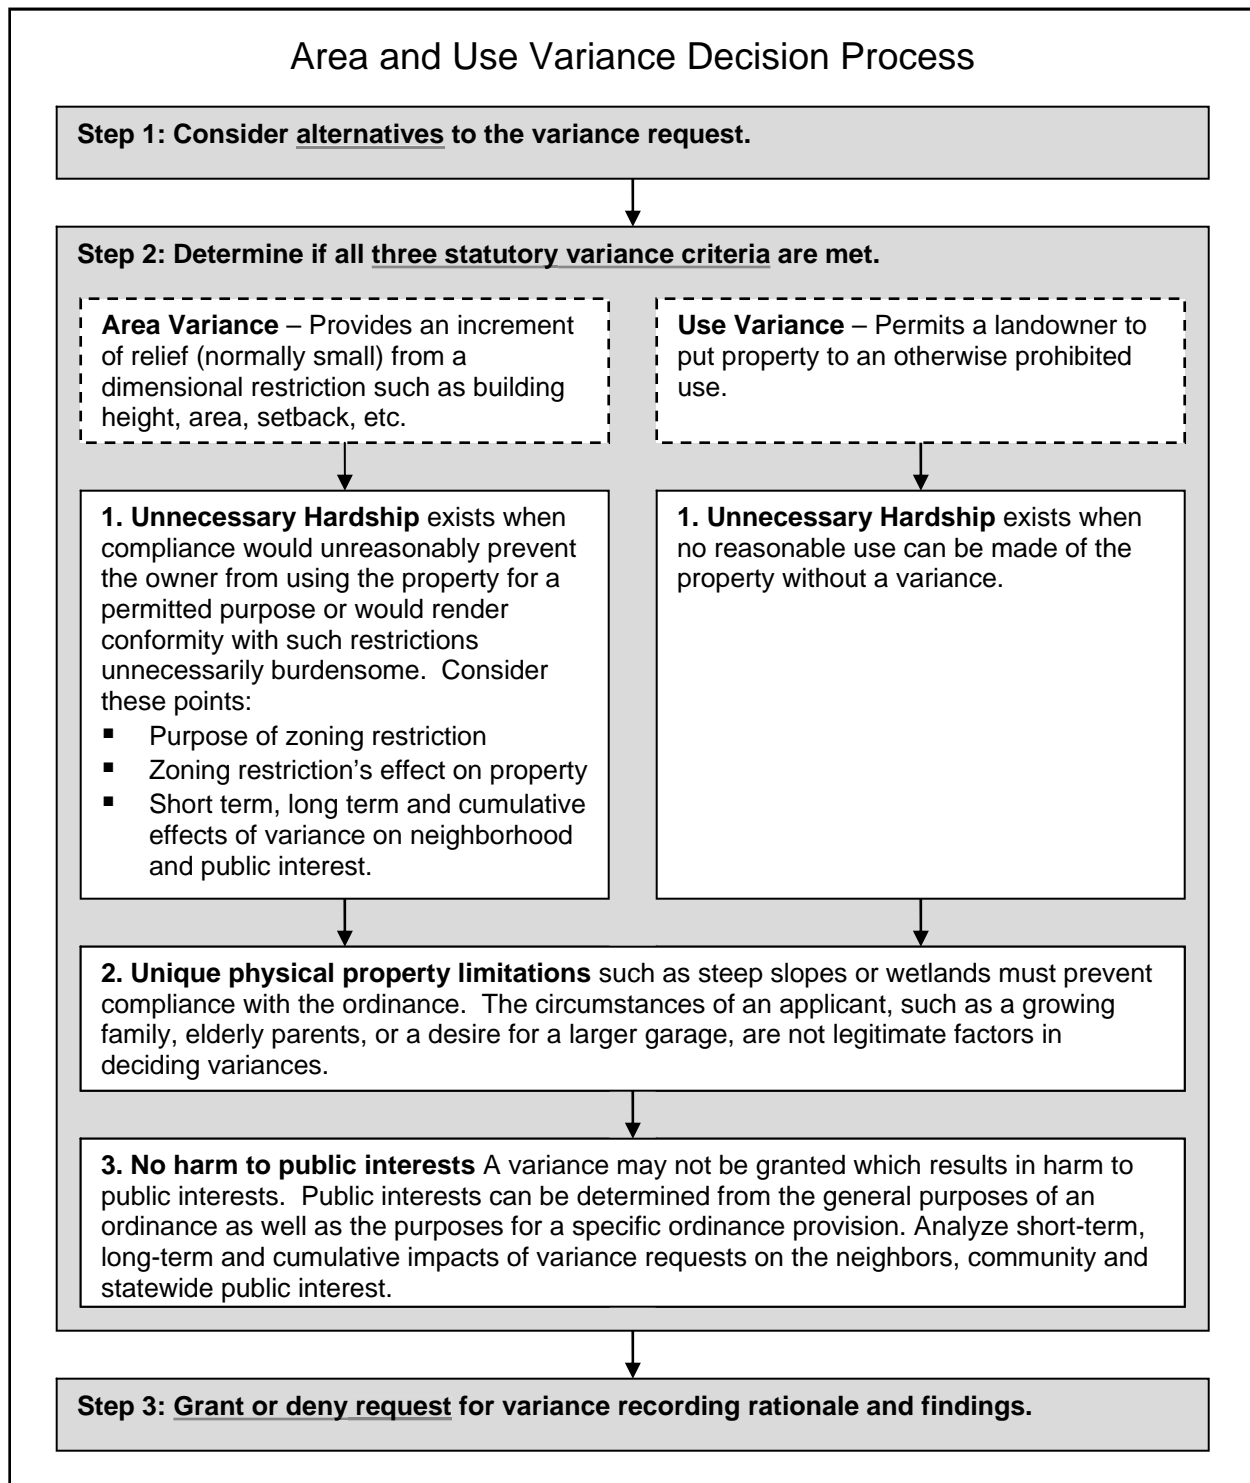 Area and Use Variance Decision Process
Step 1: Consider alternatives to the variance request.
Step 2: Determine if all three statutory variance criteria are met.
Area Variance – Provides an increment
of relief (normally small) from a
dimensional restriction such as building
height, area, setback, etc.
Use Variance – Permits a landowner to
put property to an otherwise prohibited
use.
1. Unnecessary Hardship exists when
compliance would unreasonably prevent
the owner from using the property for a
permitted purpose or would render
conformity with such restrictions
unnecessarily burdensome.  Consider
these points:
▪ Purpose of zoning restriction
▪ Zoning restriction's effect on property
▪ Short term, long term and cumulative
effects of variance on neighborhood
and public interest.
1. Unnecessary Hardship exists when
no reasonable use can be made of the
property without a variance.
2. Unique physical property limitations such as steep slopes or wetlands must prevent
compliance with the ordinance.  The circumstances of an applicant, such as a growing
family, elderly parents, or a desire for a larger garage, are not legitimate factors in
deciding variances.
3. No harm to public interests A variance may not be granted which results in harm to
public interests.  Public interests can be determined from the general purposes of an
ordinance as well as the purposes for a specific ordinance provision. Analyze short-term,
long-term and cumulative impacts of variance requests on the neighbors, community and
statewide public interest.
Step 3: Grant or deny request for variance recording rationale and findings.